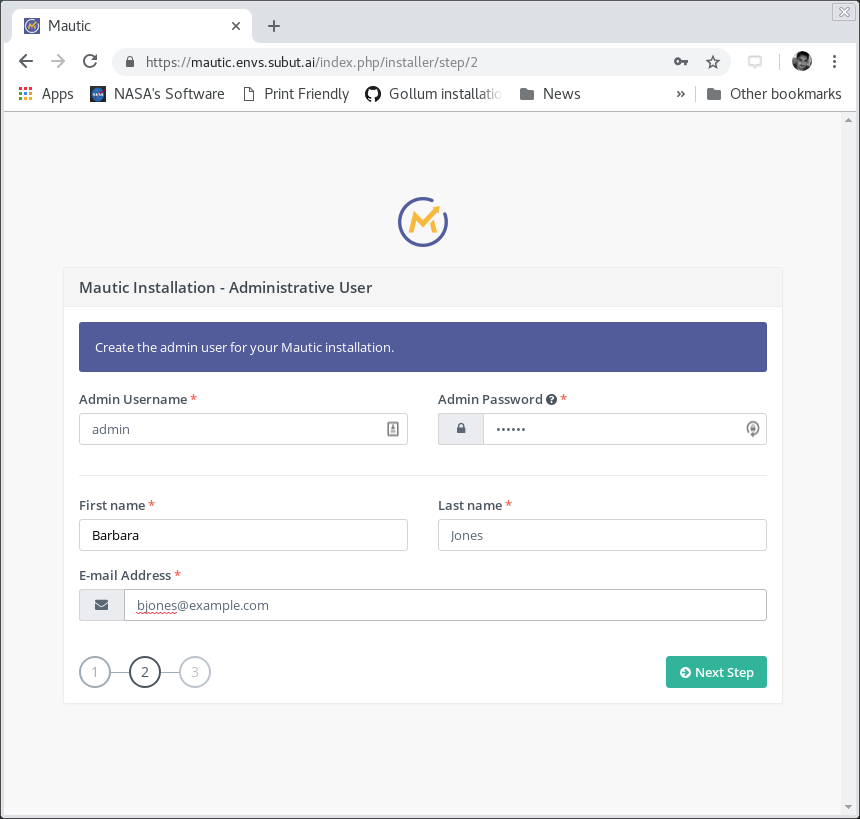 Mautic
https://mautic.envs.subut.ai/index.php/installer/step/2
Apps NASA's Software Print Friendly Gollum installatio News » Other bookmarks
Mautic Installation - Administrative User
Create the admin user for your Mautic installation.
Admin Username * Admin Password *
admin ••••••
First name * Last name *
Barbara Jones
E-mail Address *
bjones@example.com
1 2 3 Next Step